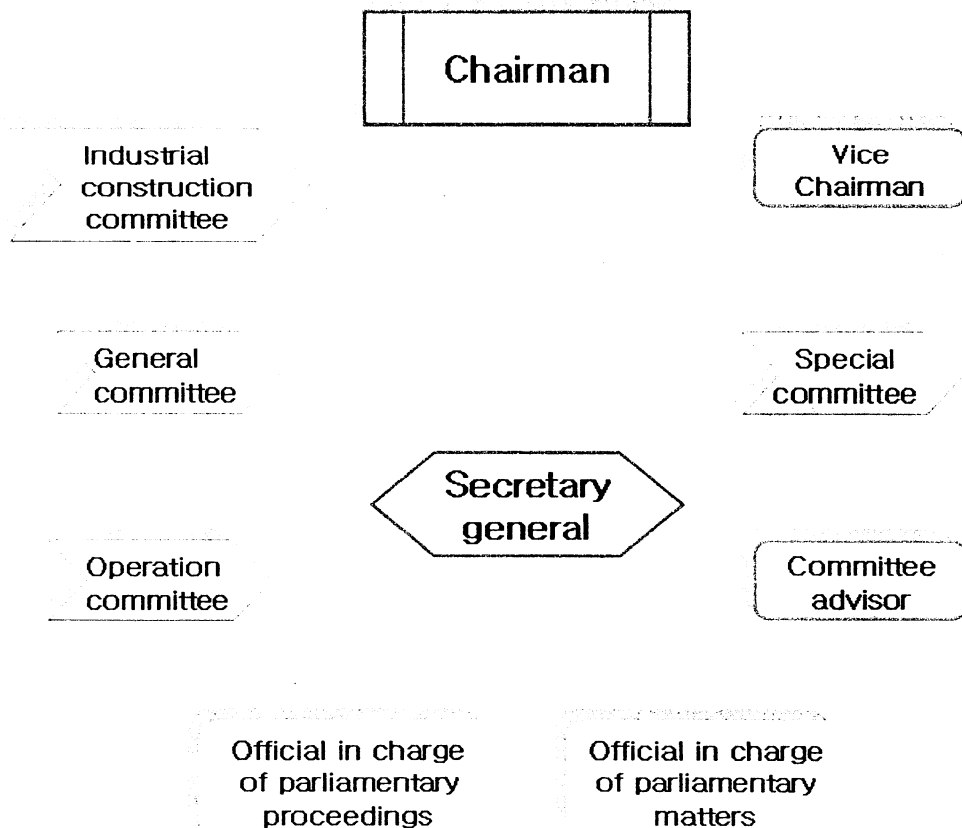 Chairman
Industrial
construction
committee
Vice
Chairman
General
committee
Special
committee
Secretary
general
Operation
committee
Committee
advisor
Official in charge
of parliamentary
proceedings
Official in charge
of parliamentary
matters